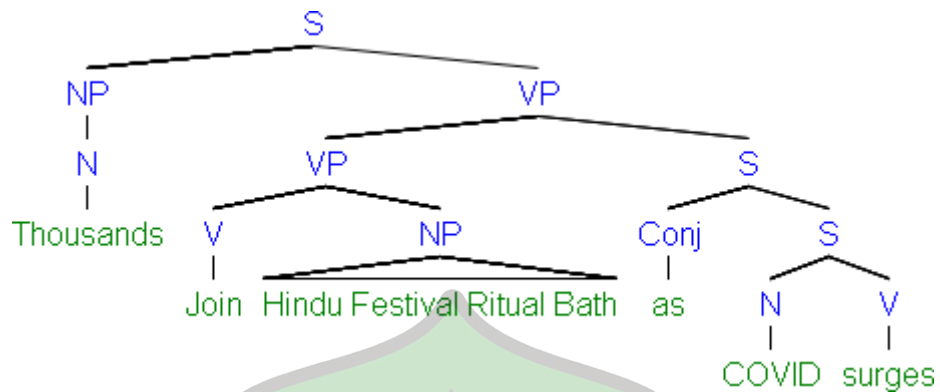 S
NP VP
N VP S
Thousands V NP Conj S
Join Hindu Festival Ritual Bath as N V
COVID surges